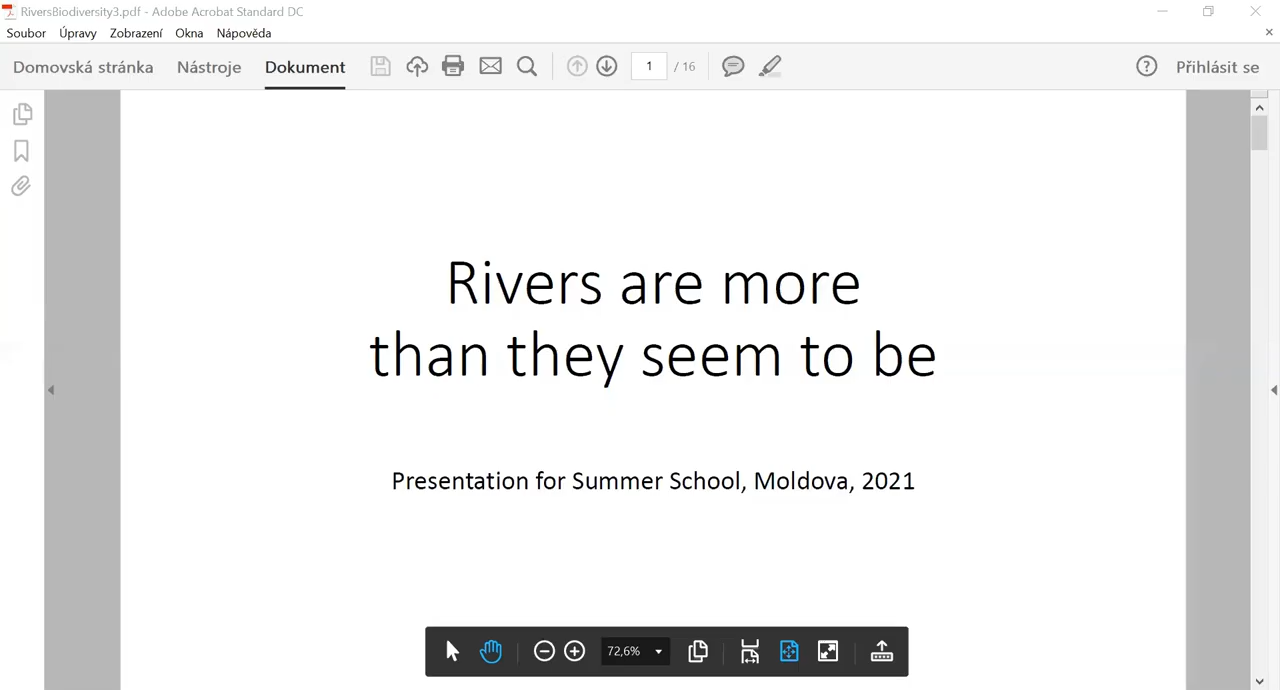 RiversBiodiversity3.pdf - Adobe Acrobat Standard DC
Soubor Úpravy Zobrazení Okna Nápověda
Domovská stránka Nástroje Dokument 1 / 16 Přihlásit se
Rivers are more
than they seem to be
Presentation for Summer School, Moldova, 2021
72,6%